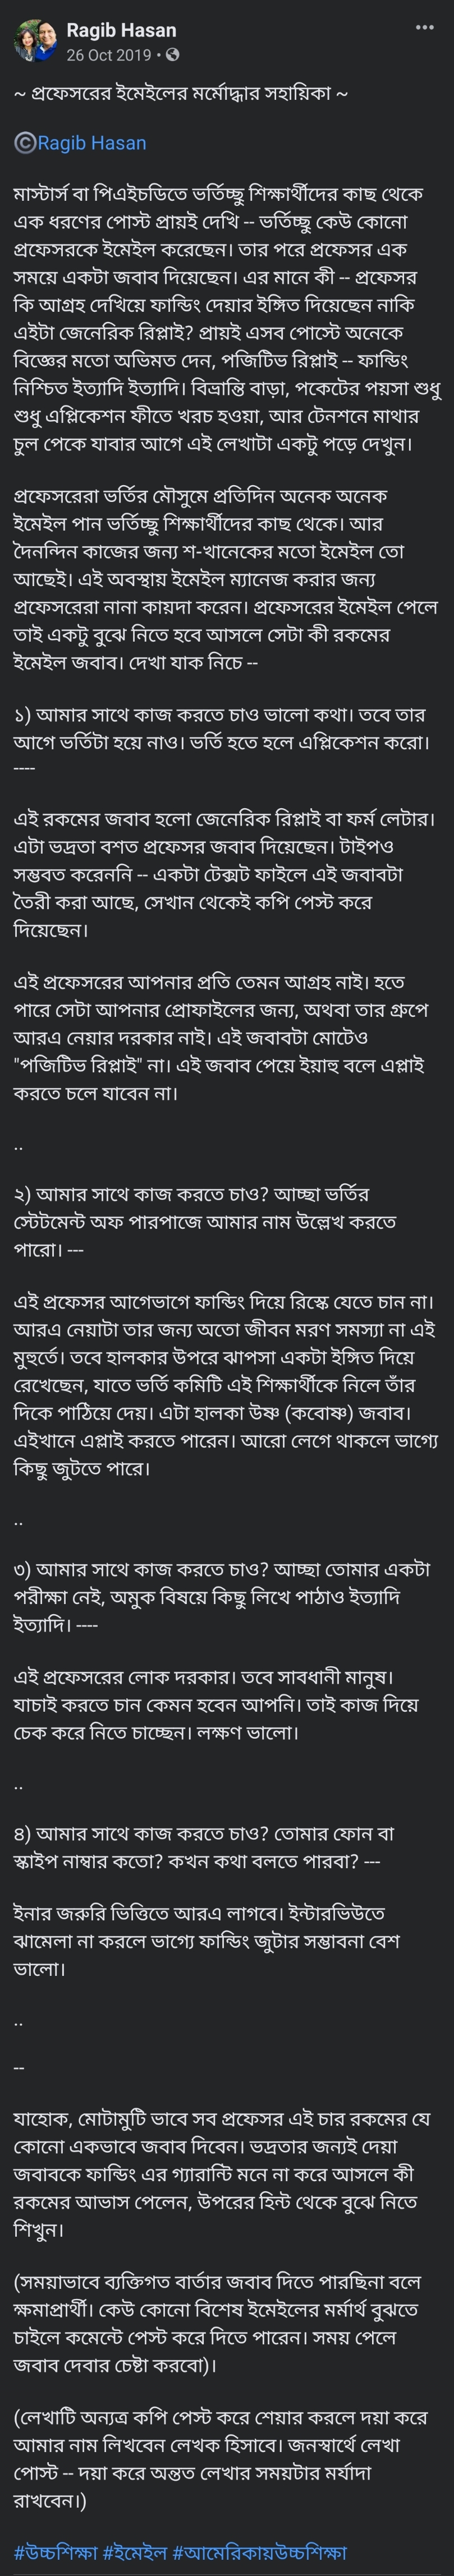 Ragib Hasan
26 Oct 2019 •
~ প্রফেসরের ইমেইলের মর্মোদ্ধার সহায়িকা ~
©Ragib Hasan
মাস্টার্স বা পিএইচডিতে ভর্তিচ্ছু শিক্ষার্থীদের কাছ থেকে
এক ধরণের পোস্ট প্রায়ই দেখি -- ভর্তিচ্ছু কেউ কোনো
প্রফেসরকে ইমেইল করেছেন। তার পরে প্রফেসর এক
সময়ে একটা জবাব দিয়েছেন। এর মানে কী -- প্রফেসর
কি আগ্রহ দেখিয়ে ফান্ডিং দেয়ার ইঙ্গিত দিয়েছেন নাকি
এইটা জেনেরিক রিপ্লাই? প্রায়ই এসব পোস্টে অনেকে
বিজ্ঞের মতো অভিমত দেন, পজিটিভ রিপ্লাই -- ফান্ডিং
নিশ্চিত ইত্যাদি ইত্যাদি। বিভ্রান্তি বাড়া, পকেটের পয়সা শুধু
শুধু এপ্লিকেশন ফীতে খরচ হওয়া, আর টেনশনে মাথার
চুল পেকে যাবার আগে এই লেখাটা একটু পড়ে দেখুন।
প্রফেসরেরা ভর্তির মৌসুমে প্রতিদিন অনেক অনেক
ইমেইল পান ভর্তিচ্ছু শিক্ষার্থীদের কাছ থেকে। আর
দৈনন্দিন কাজের জন্য শ-খানেকের মতো ইমেইল তো
আছেই। এই অবস্থায় ইমেইল ম্যানেজ করার জন্য
প্রফেসরেরা নানা কায়দা করেন। প্রফেসরের ইমেইল পেলে
তাই একটু বুঝে নিতে হবে আসলে সেটা কী রকমের
ইমেইল জবাব। দেখা যাক নিচে --
১) আমার সাথে কাজ করতে চাও ভালো কথা। তবে তার
আগে ভর্তিটা হয়ে নাও। ভর্তি হতে হলে এপ্লিকেশন করো।
----
এই রকমের জবাব হলো জেনেরিক রিপ্লাই বা ফর্ম লেটার।
এটা ভদ্রতা বশত প্রফেসর জবাব দিয়েছেন। টাইপও
সম্ভবত করেননি -- একটা টেক্সট ফাইলে এই জবাবটা
তৈরী করা আছে, সেখান থেকেই কপি পেস্ট করে
দিয়েছেন।
এই প্রফেসরের আপনার প্রতি তেমন আগ্রহ নাই। হতে
পারে সেটা আপনার প্রোফাইলের জন্য, অথবা তার গ্রুপে
আরএ নেয়ার দরকার নাই। এই জবাবটা মোটেও
"পজিটিভ রিপ্লাই" না। এই জবাব পেয়ে ইয়াহু বলে এপ্লাই
করতে চলে যাবেন না।
..
২) আমার সাথে কাজ করতে চাও? আচ্ছা ভর্তির
স্টেটমেন্ট অফ পারপাজে আমার নাম উল্লেখ করতে
পারো। ---
এই প্রফেসর আগেভাগে ফান্ডিং দিয়ে রিস্কে যেতে চান না।
আরএ নেয়াটা তার জন্য অতো জীবন মরণ সমস্যা না এই
মুহুর্তে। তবে হালকার উপরে ঝাপসা একটা ইঙ্গিত দিয়ে
রেখেছেন, যাতে ভর্তি কমিটি এই শিক্ষার্থীকে নিলে তাঁর
দিকে পাঠিয়ে দেয়। এটা হালকা উষ্ণ (কবোষ্ণ) জবাব।
এইখানে এপ্লাই করতে পারেন। আরো লেগে থাকলে ভাগ্যে
কিছু জুটতে পারে।
..
৩) আমার সাথে কাজ করতে চাও? আচ্ছা তোমার একটা
পরীক্ষা নেই, অমুক বিষয়ে কিছু লিখে পাঠাও ইত্যাদি
ইত্যাদি। ----
এই প্রফেসরের লোক দরকার। তবে সাবধানী মানুষ।
যাচাই করতে চান কেমন হবেন আপনি। তাই কাজ দিয়ে
চেক করে নিতে চাচ্ছেন। লক্ষণ ভালো।
..
৪) আমার সাথে কাজ করতে চাও? তোমার ফোন বা
স্কাইপ নাম্বার কতো? কখন কথা বলতে পারবা? ---
ইনার জরুরি ভিত্তিতে আরএ লাগবে। ইন্টারভিউতে
ঝামেলা না করলে ভাগ্যে ফান্ডিং জুটার সম্ভাবনা বেশ
ভালো।
..
--
যাহোক, মোটামুটি ভাবে সব প্রফেসর এই চার রকমের যে
কোনো একভাবে জবাব দিবেন। ভদ্রতার জন্যই দেয়া
জবাবকে ফান্ডিং এর গ্যারান্টি মনে না করে আসলে কী
রকমের আভাস পেলেন, উপরের হিন্ট থেকে বুঝে নিতে
শিখুন।
(সময়াভাবে ব্যক্তিগত বার্তার জবাব দিতে পারছিনা বলে
ক্ষমাপ্রার্থী। কেউ কোনো বিশেষ ইমেইলের মর্মার্থ বুঝতে
চাইলে কমেন্টে পেস্ট করে দিতে পারেন। সময় পেলে
জবাব দেবার চেষ্টা করবো)।
(লেখাটি অন্যত্র কপি পেস্ট করে শেয়ার করলে দয়া করে
আমার নাম লিখবেন লেখক হিসাবে। জনস্বার্থে লেখা
পোস্ট -- দয়া করে অন্তত লেখার সময়টার মর্যাদা
রাখবেন।)
#উচ্চশিক্ষা #ইমেইল #আমেরিকায়উচ্চশিক্ষা